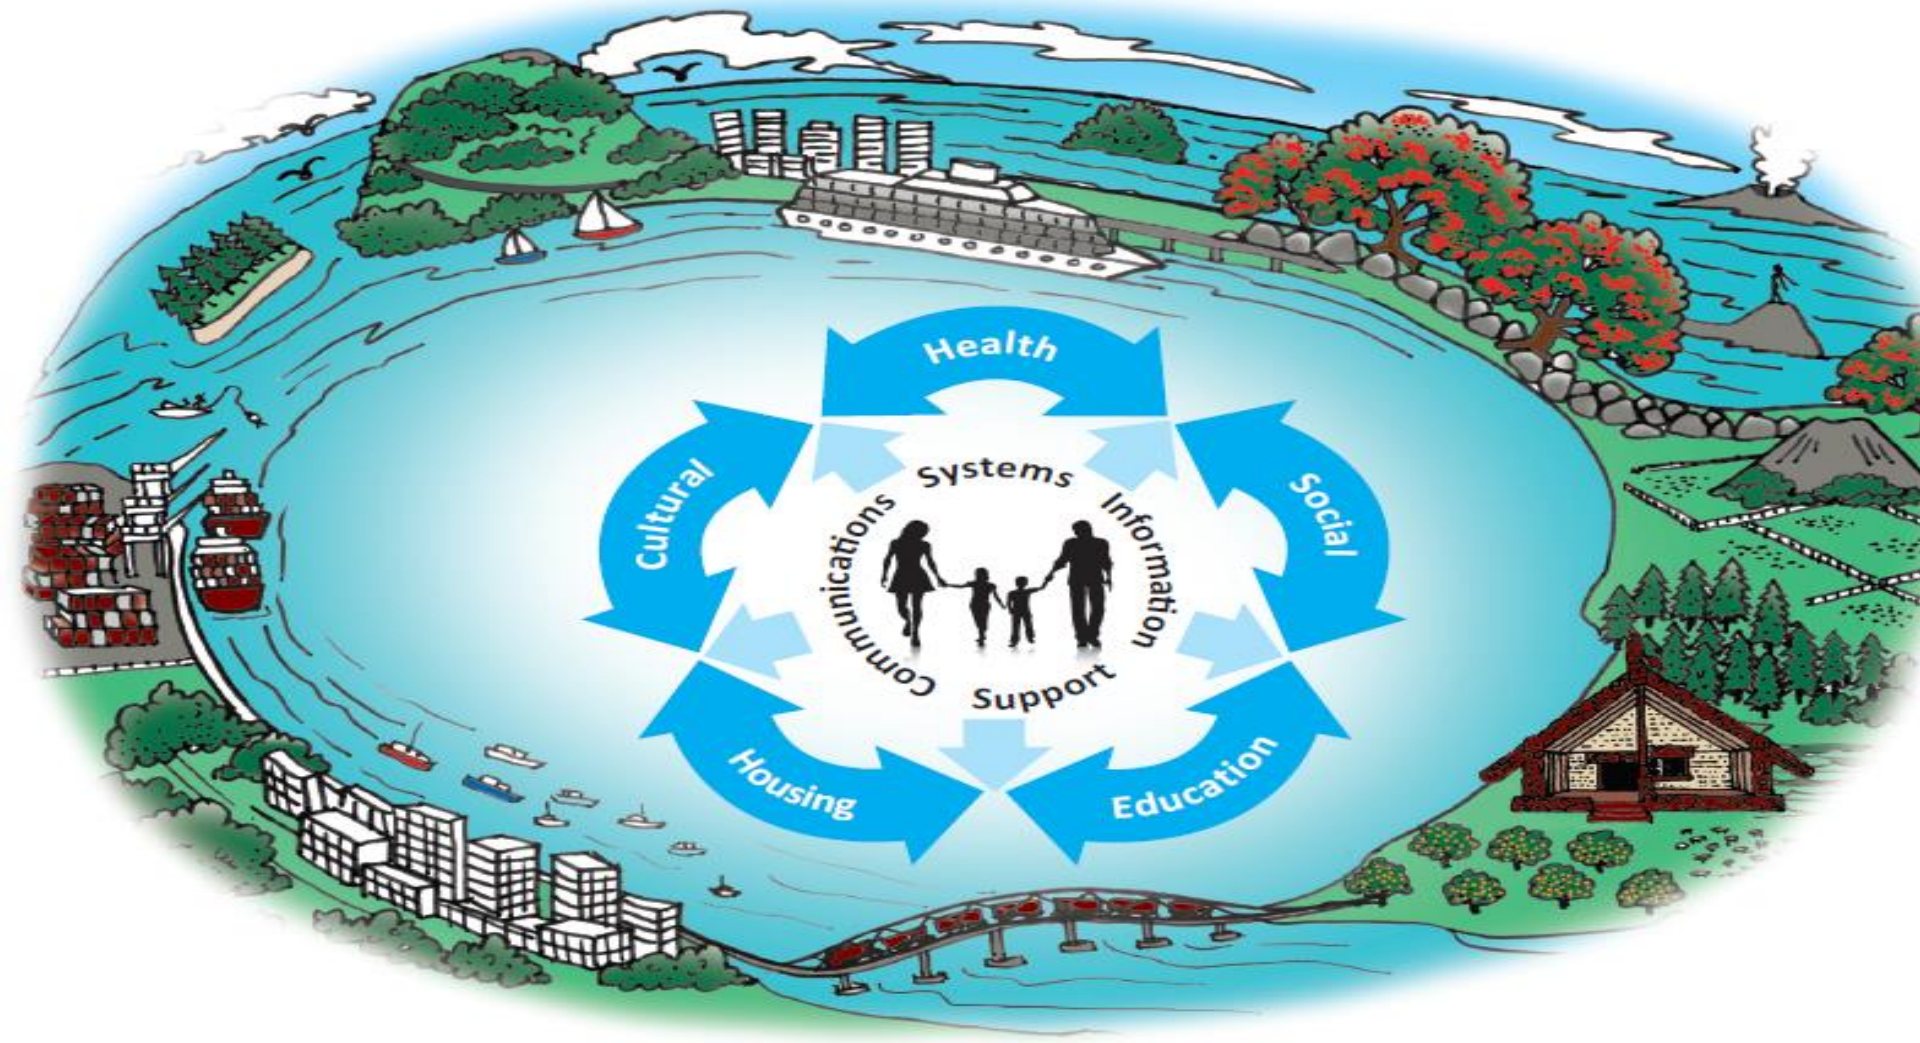 Health
Social
Education
Housing
Cultural
Systems
Information
Support
Communications